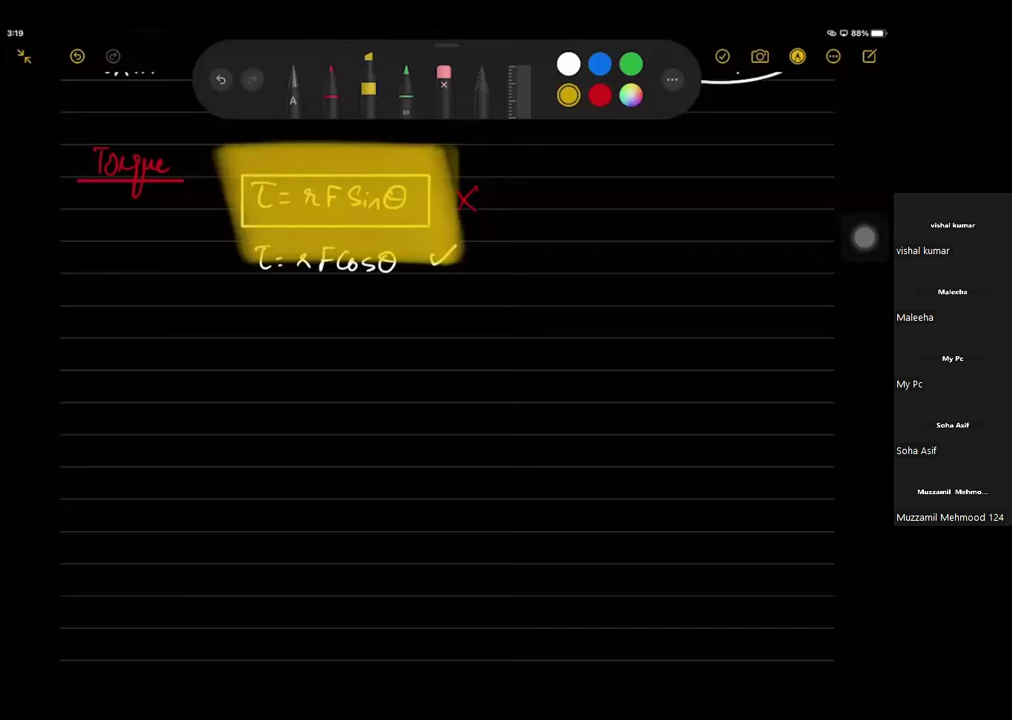 3:19
88%
Torque
τ = r F Sinθ ✗
τ = r F Cosθ ✓
vishal kumar
vishal kumar
Maleeha
Maleeha
My Pc
My Pc
Soha Asif
Soha Asif
Muzzamil Mehmo...
Muzzamil Mehmood 124